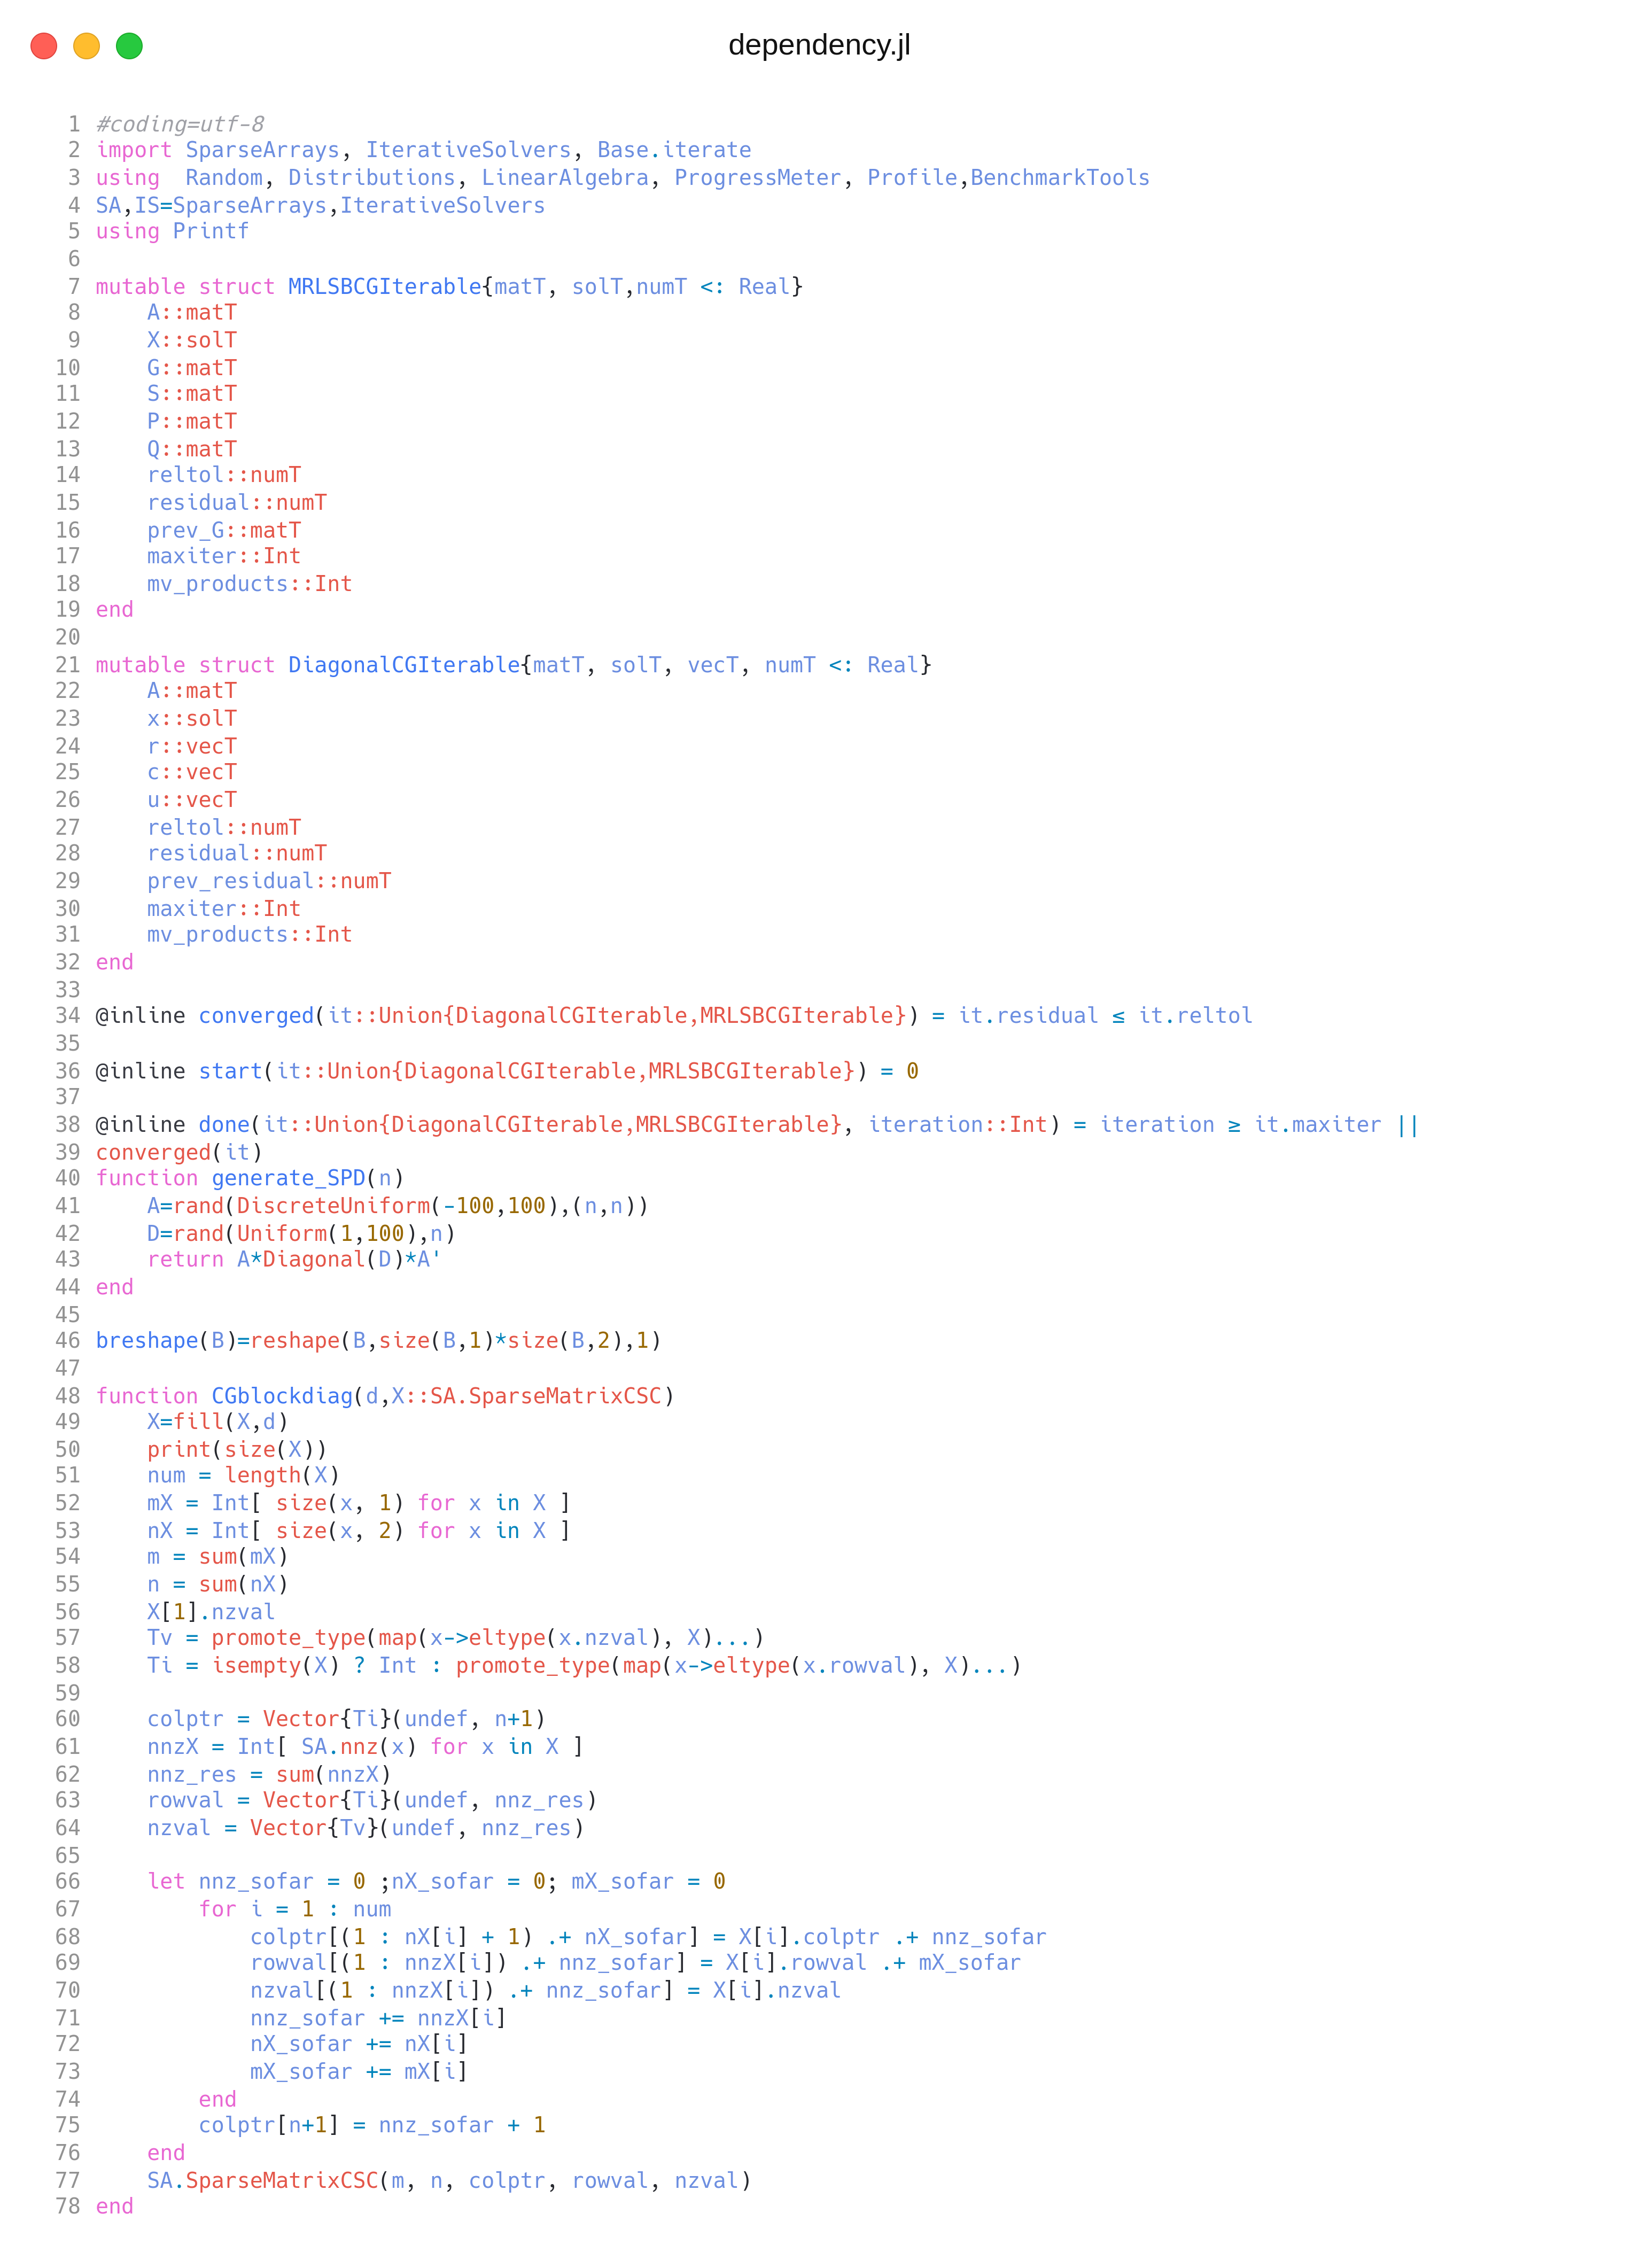 dependency.jl
1 #coding=utf-8
2 import SparseArrays, IterativeSolvers, Base.iterate
3 using  Random, Distributions, LinearAlgebra, ProgressMeter, Profile,BenchmarkTools
4 SA,IS=SparseArrays,IterativeSolvers
5 using Printf
6
7 mutable struct MRLSBCGIterable{matT, solT,numT <: Real}
8     A::matT
9     X::solT
10     G::matT
11     S::matT
12     P::matT
13     Q::matT
14     reltol::numT
15     residual::numT
16     prev_G::matT
17     maxiter::Int
18     mv_products::Int
19 end
20
21 mutable struct DiagonalCGIterable{matT, solT, vecT, numT <: Real}
22     A::matT
23     x::solT
24     r::vecT
25     c::vecT
26     u::vecT
27     reltol::numT
28     residual::numT
29     prev_residual::numT
30     maxiter::Int
31     mv_products::Int
32 end
33
34 @inline converged(it::Union{DiagonalCGIterable,MRLSBCGIterable}) = it.residual ≤ it.reltol
35
36 @inline start(it::Union{DiagonalCGIterable,MRLSBCGIterable}) = 0
37
38 @inline done(it::Union{DiagonalCGIterable,MRLSBCGIterable}, iteration::Int) = iteration ≥ it.maxiter ||
39 converged(it)
40 function generate_SPD(n)
41     A=rand(DiscreteUniform(-100,100),(n,n))
42     D=rand(Uniform(1,100),n)
43     return A*Diagonal(D)*A'
44 end
45
46 breshape(B)=reshape(B,size(B,1)*size(B,2),1)
47
48 function CGblockdiag(d,X::SA.SparseMatrixCSC)
49     X=fill(X,d)
50     print(size(X))
51     num = length(X)
52     mX = Int[ size(x, 1) for x in X ]
53     nX = Int[ size(x, 2) for x in X ]
54     m = sum(mX)
55     n = sum(nX)
56     X[1].nzval
57     Tv = promote_type(map(x->eltype(x.nzval), X)...)
58     Ti = isempty(X) ? Int : promote_type(map(x->eltype(x.rowval), X)...)
59
60     colptr = Vector{Ti}(undef, n+1)
61     nnzX = Int[ SA.nnz(x) for x in X ]
62     nnz_res = sum(nnzX)
63     rowval = Vector{Ti}(undef, nnz_res)
64     nzval = Vector{Tv}(undef, nnz_res)
65
66     let nnz_sofar = 0 ;nX_sofar = 0; mX_sofar = 0
67         for i = 1 : num
68             colptr[(1 : nX[i] + 1) .+ nX_sofar] = X[i].colptr .+ nnz_sofar
69             rowval[(1 : nnzX[i]) .+ nnz_sofar] = X[i].rowval .+ mX_sofar
70             nzval[(1 : nnzX[i]) .+ nnz_sofar] = X[i].nzval
71             nnz_sofar += nnzX[i]
72             nX_sofar += nX[i]
73             mX_sofar += mX[i]
74         end
75         colptr[n+1] = nnz_sofar + 1
76     end
77     SA.SparseMatrixCSC(m, n, colptr, rowval, nzval)
78 end